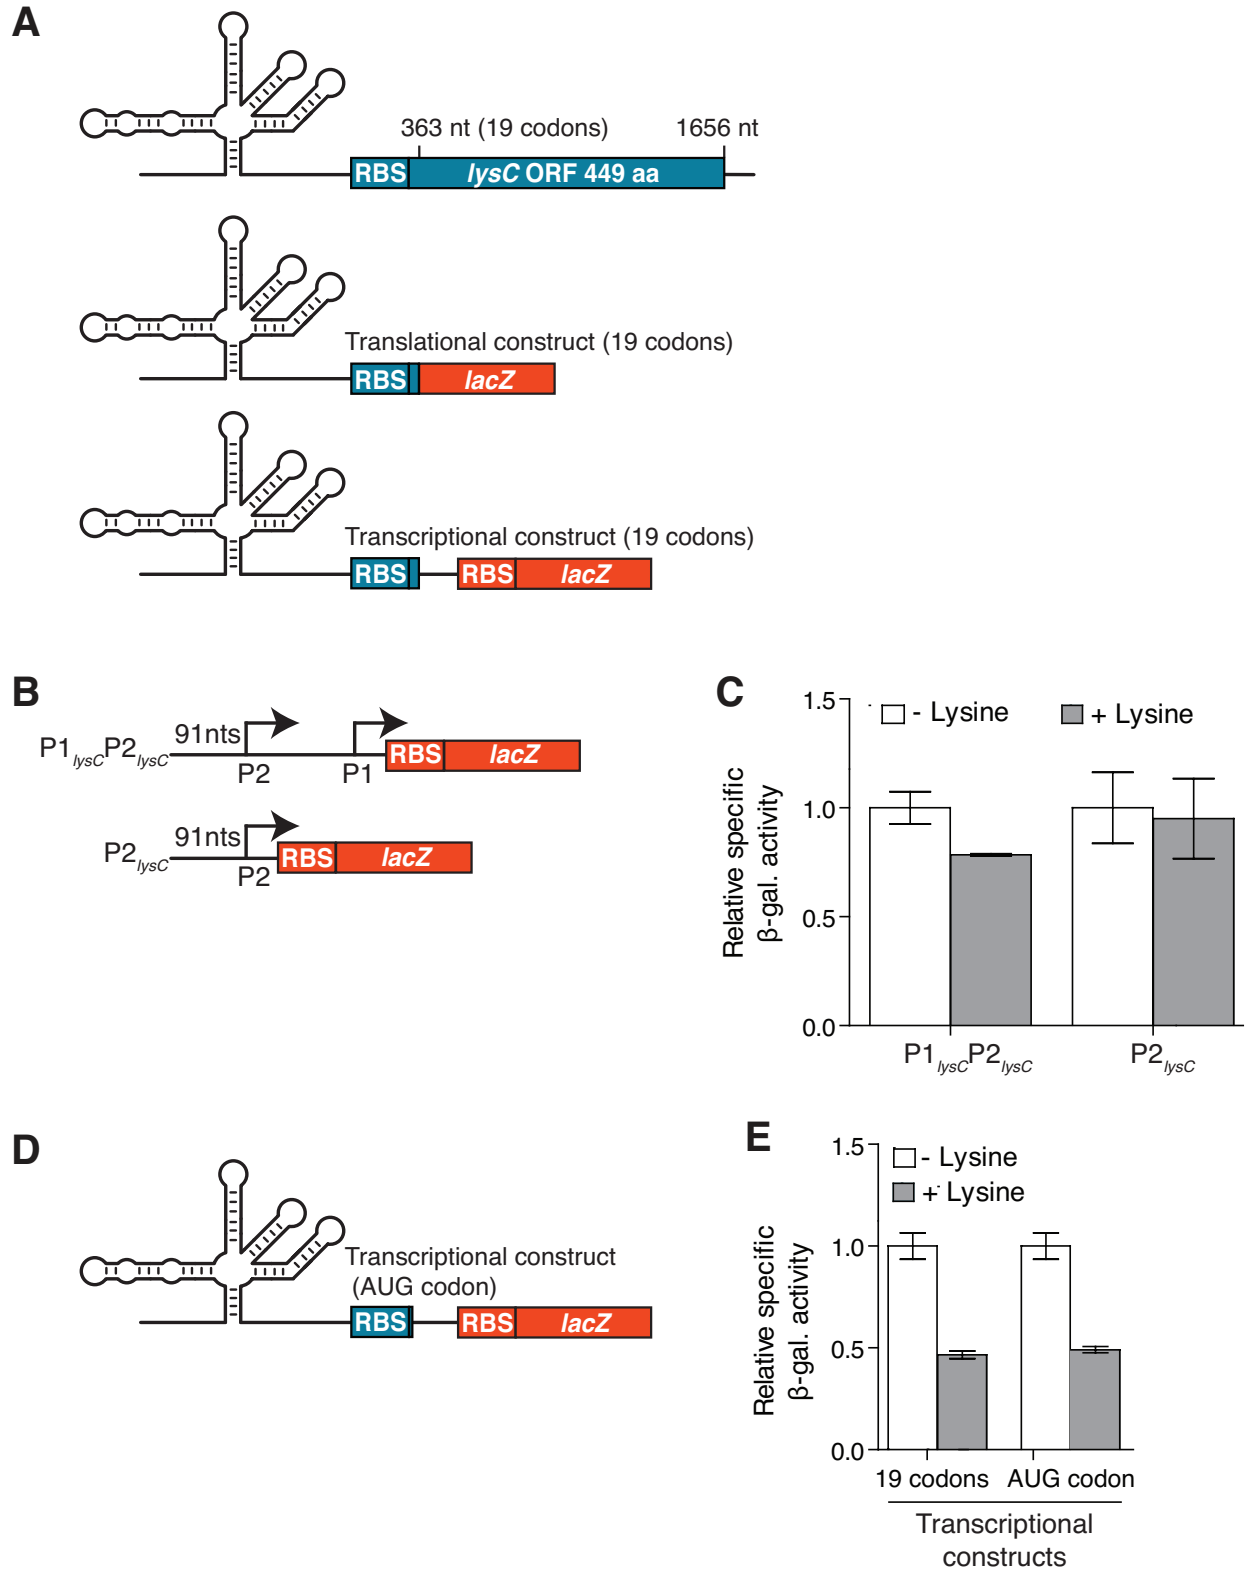 A
363 nt (19 codons)
1656 nt
RBS
lysC ORF 449 aa
Translational construct (19 codons)
RBS
lacZ
Transcriptional construct (19 codons)
RBS
RBS
lacZ
B
P1lysCP2lysC
91nts
P2
P1
RBS
lacZ
P2lysC
91nts
P2
RBS
lacZ
C
Relative specific
β-gal. activity
1.5
1.0
0.5
0.0
- Lysine
+ Lysine
P1lysCP2lysC
P2lysC
D
Transcriptional construct
(AUG codon)
RBS
RBS
lacZ
E
Relative specific
β-gal. activity
1.5
1.0
0.5
0.0
- Lysine
+ Lysine
19 codons
AUG codon
Transcriptional
constructs